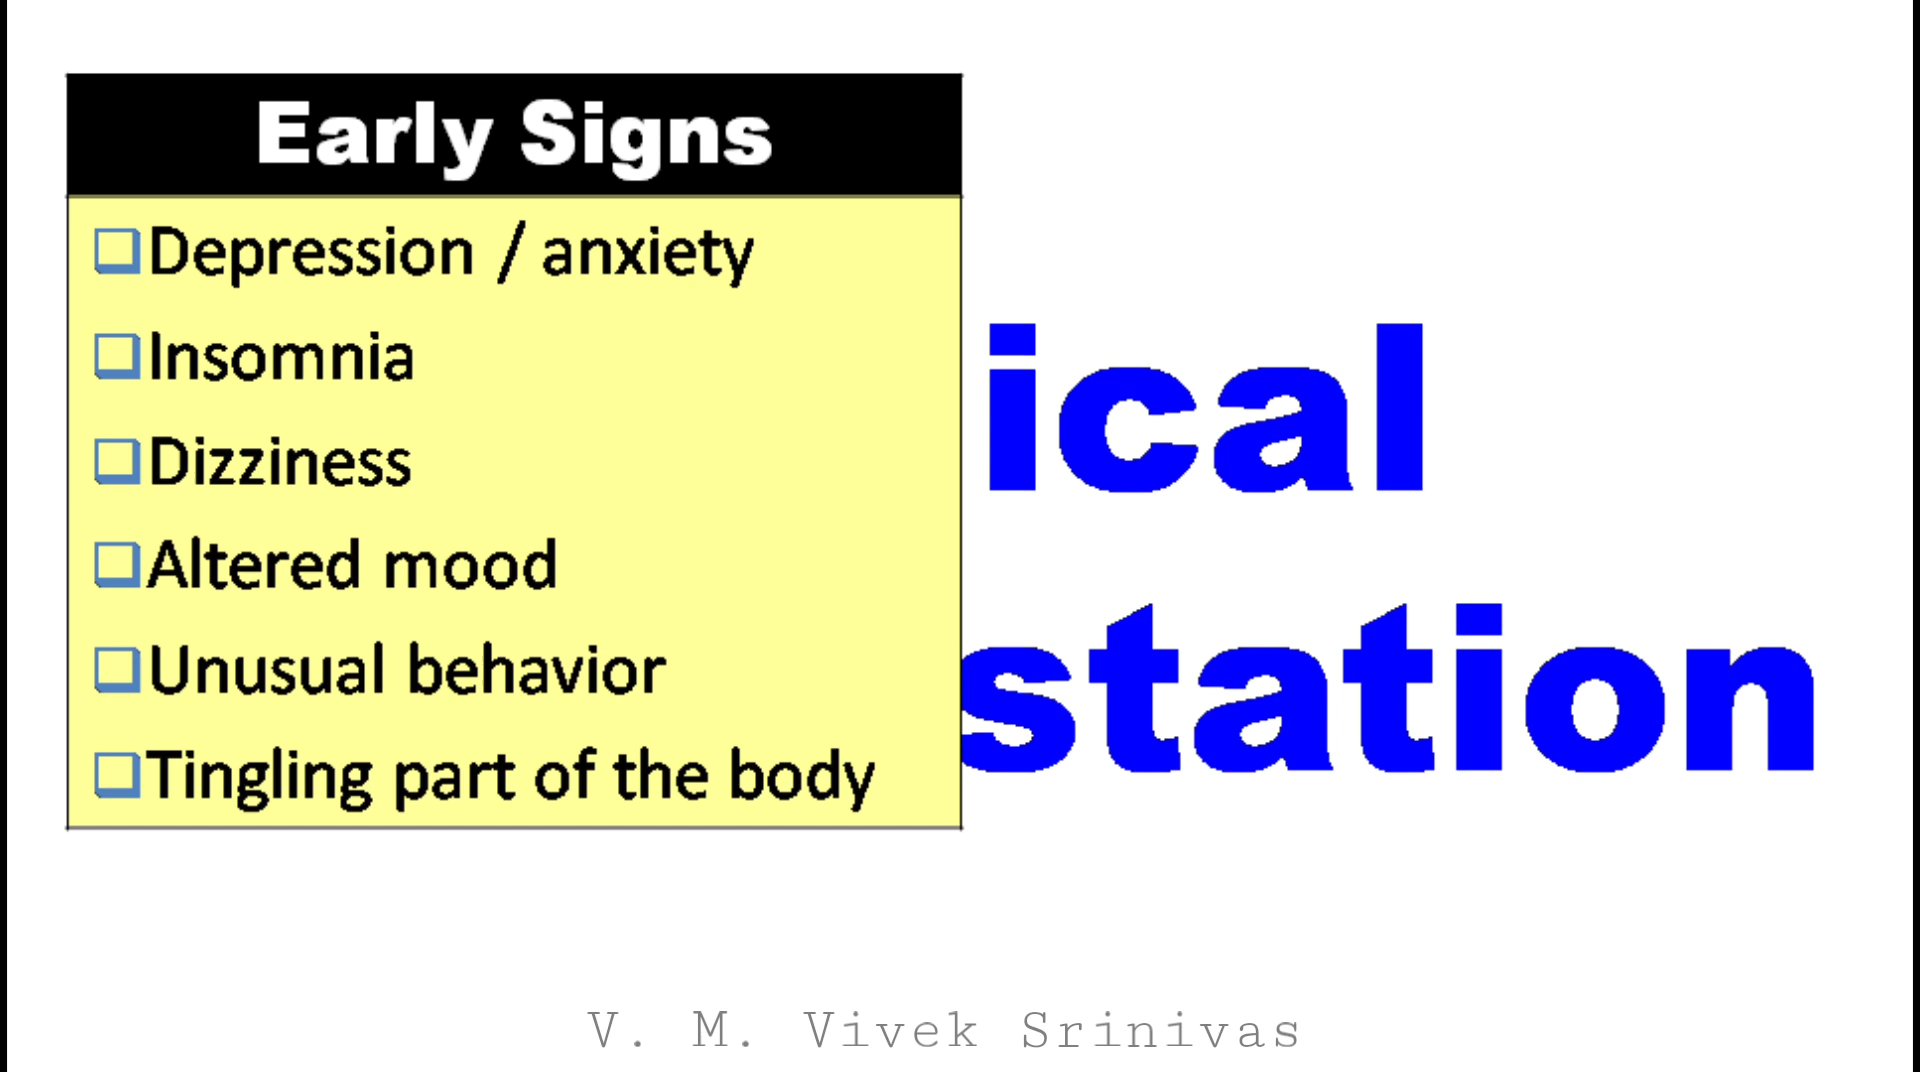 Early Signs
Depression / anxiety
Insomnia
Dizziness
Altered mood
Unusual behavior
Tingling part of the body
ical
station
V. M. Vivek Srinivas